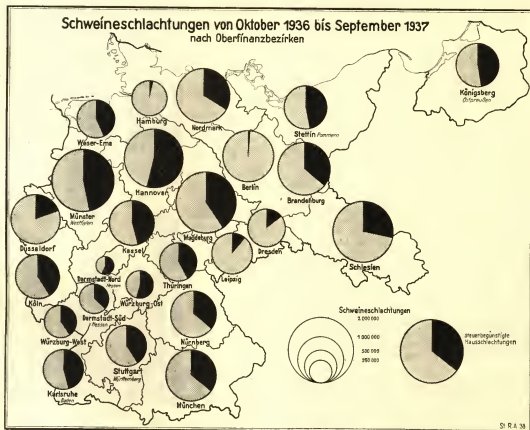 Schweineschlachtungen von Oktober 1936 bis September 1937
nach Oberfinanzbezirken
Königsberg
Ostpreußen
Hamburg
Nordmark
Stettin Pommern
Weser-Ems
Hannover
Berlin
Brandenburg
Münster
Westfalen
Magdeburg
Düsseldorf
Kassel
Dresden
Leipzig
Schlesien
Köln
Darmstadt-Nord
Hessen
Thüringen
Würzburg-Ost
Darmstadt-Süd
Hessen
Würzburg-West
Nürnberg
Stuttgart
Württemberg
Karlsruhe
Baden
München
Schweineschlachtungen
2 000 000
1 000 000
500 000
250 000
steuerbegünstigte
Hausschlachtungen
St.R.A.38